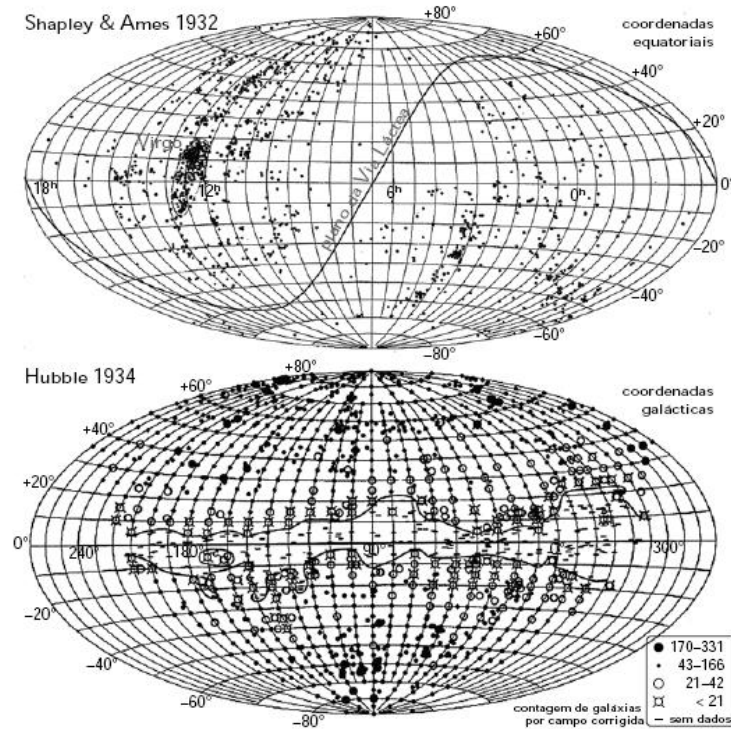 Shapley & Ames 1932
coordenadas
equatoriais
+80°
+60°
+40°
+20°
0°
−20°
−40°
−60°
−80°
Virgo
plano da Via Láctea
18h
12h
6h
0h
Hubble 1934
coordenadas
galácticas
+80°
+60°
+40°
+20°
0°
−20°
−40°
−60°
−80°
240°
180°
90°
0°
300°
170–331
43–166
21–42
< 21
sem dados
contagem de galáxias
por campo corrigida